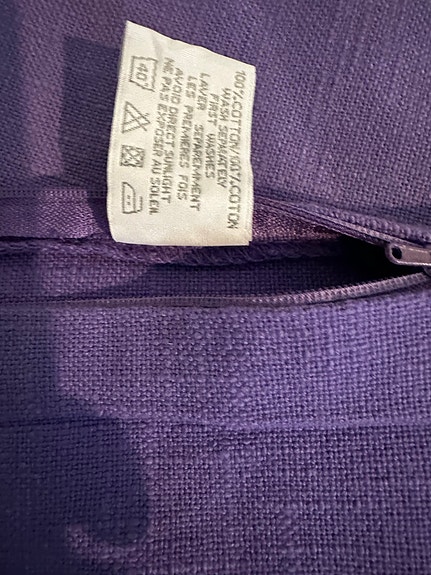 100% COTTON/100% COTON
WASH SEPARATELY
FIRST WASHES
LAVER SEPAREMMENT
LES PREMIERES FOIS
AVOID DIRECT SUNLIGHT
NE PAS EXPOSER AU SOLEIL
40°